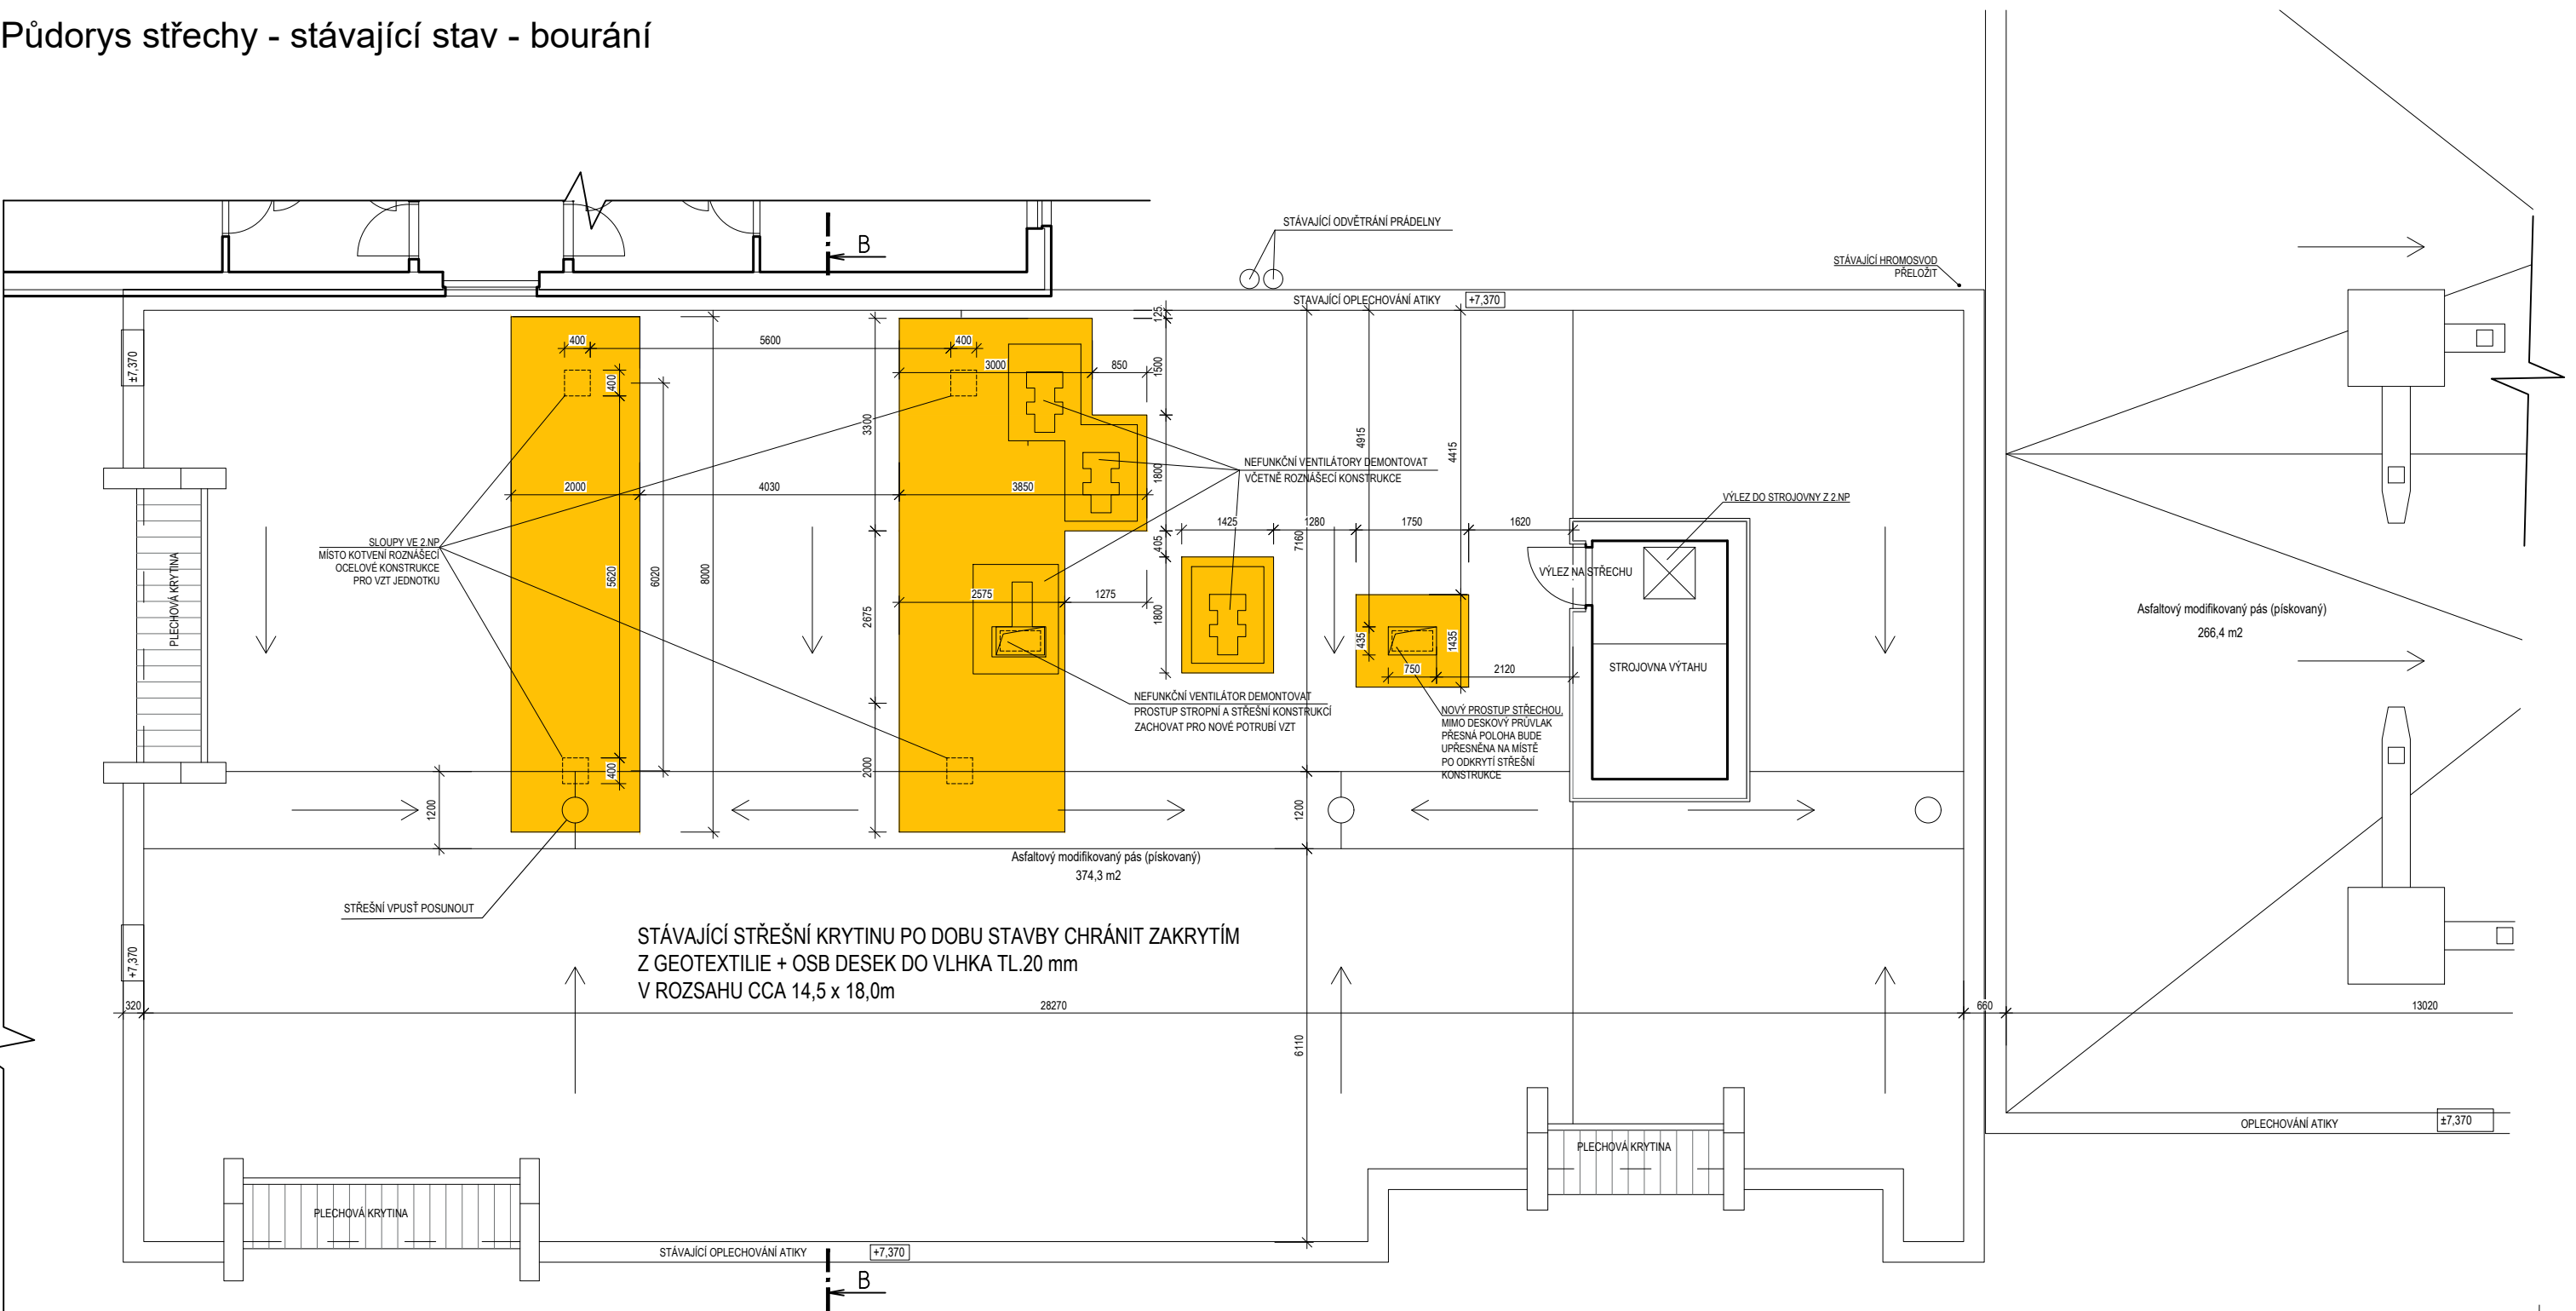 Půdorys střechy - stávající stav - bourání
B
STÁVAJÍCÍ ODVĚTRÁNÍ PRÁDELNY
STÁVAJÍCÍ HROMOSVOD
PŘELOŽIT
STAVAJÍCÍ OPLECHOVÁNÍ ATIKY
+7,370
125
±7,370
400
5600
400
3000
850
1500
400
3300
4915
4415
NEFUNKČNÍ VENTILÁTORY DEMONTOVAT
VČETNĚ ROZNÁŠECÍ KONSTRUKCE
1800
2000
4030
3850
VÝLEZ DO STROJOVNY Z 2.NP
1425
1280
1750
1620
7160
405
SLOUPY VE 2.NP
MÍSTO KOTVENÍ ROZNÁŠECÍ
OCELOVÉ KONSTRUKCE
PRO VZT JEDNOTKU
PLECHOVÁ KRYTINA
5620
6020
8000
VÝLEZ NA STŘECHU
2575
1275
2675
1800
Asfaltový modifikovaný pás (pískovaný)
266,4 m2
435
1435
750
2120
STROJOVNA VÝTAHU
NEFUNKČNÍ VENTILÁTOR DEMONTOVAT
PROSTUP STROPNÍ A STŘEŠNÍ KONSTRUKCÍ
ZACHOVAT PRO NOVÉ POTRUBÍ VZT
NOVÝ PROSTUP STŘECHOU,
MIMO DESKOVÝ PRŮVLAK
PŘESNÁ POLOHA BUDE
UPŘESNĚNA NA MÍSTĚ
PO ODKRYTÍ STŘEŠNÍ
KONSTRUKCE
400
2000
1200
1200
Asfaltový modifikovaný pás (pískovaný)
374,3 m2
STŘEŠNÍ VPUSŤ POSUNOUT
STÁVAJÍCÍ STŘEŠNÍ KRYTINU PO DOBU STAVBY CHRÁNIT ZAKRYTÍM
Z GEOTEXTILIE + OSB DESEK DO VLHKA TL.20 mm
V ROZSAHU CCA 14,5 x 18,0m
+7,370
320
28270
660
13020
6110
OPLECHOVÁNÍ ATIKY
±7,370
PLECHOVÁ KRYTINA
PLECHOVÁ KRYTINA
STÁVAJÍCÍ OPLECHOVÁNÍ ATIKY
+7,370
B